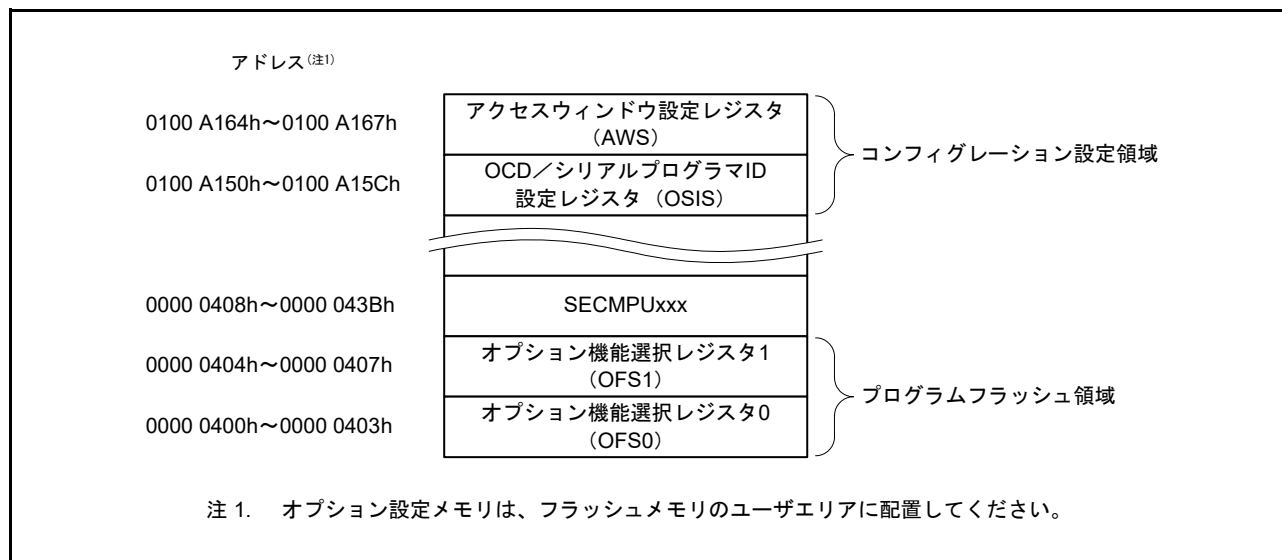 アドレス(注1)
0100 A164h～0100 A167h
アクセスウィンドウ設定レジスタ
（AWS）
コンフィグレーション設定領域
0100 A150h～0100 A15Ch
OCD／シリアルプログラマID
設定レジスタ（OSIS）
0000 0408h～0000 043Bh
SECMPUxxx
0000 0404h～0000 0407h
オプション機能選択レジスタ1
（OFS1）
プログラムフラッシュ領域
0000 0400h～0000 0403h
オプション機能選択レジスタ0
（OFS0）
注 1. オプション設定メモリは、フラッシュメモリのユーザエリアに配置してください。